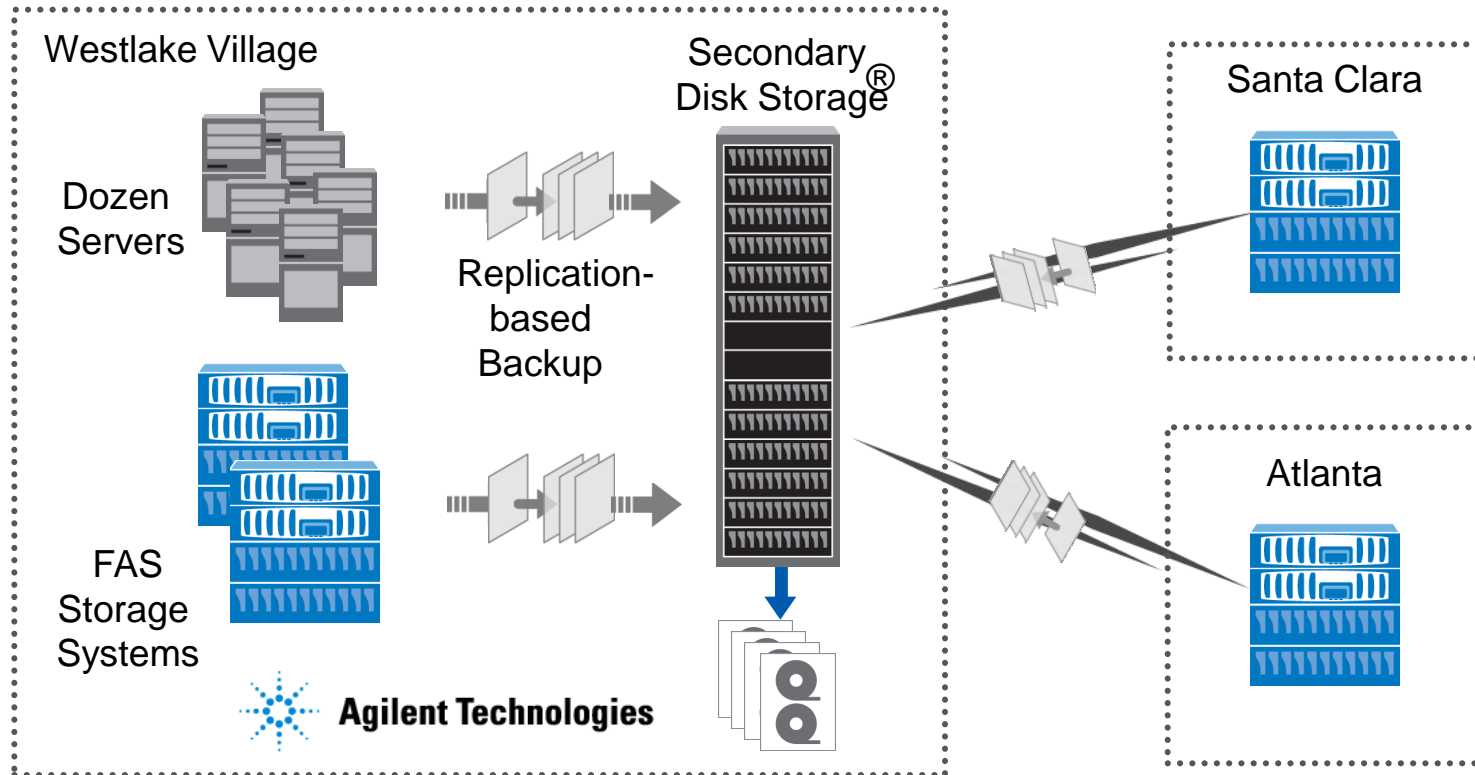 Westlake Village
Dozen
Servers
Replication-
based
Backup
Secondary
Disk Storage®
FAS
Storage
Systems
Agilent Technologies
Santa Clara
Atlanta